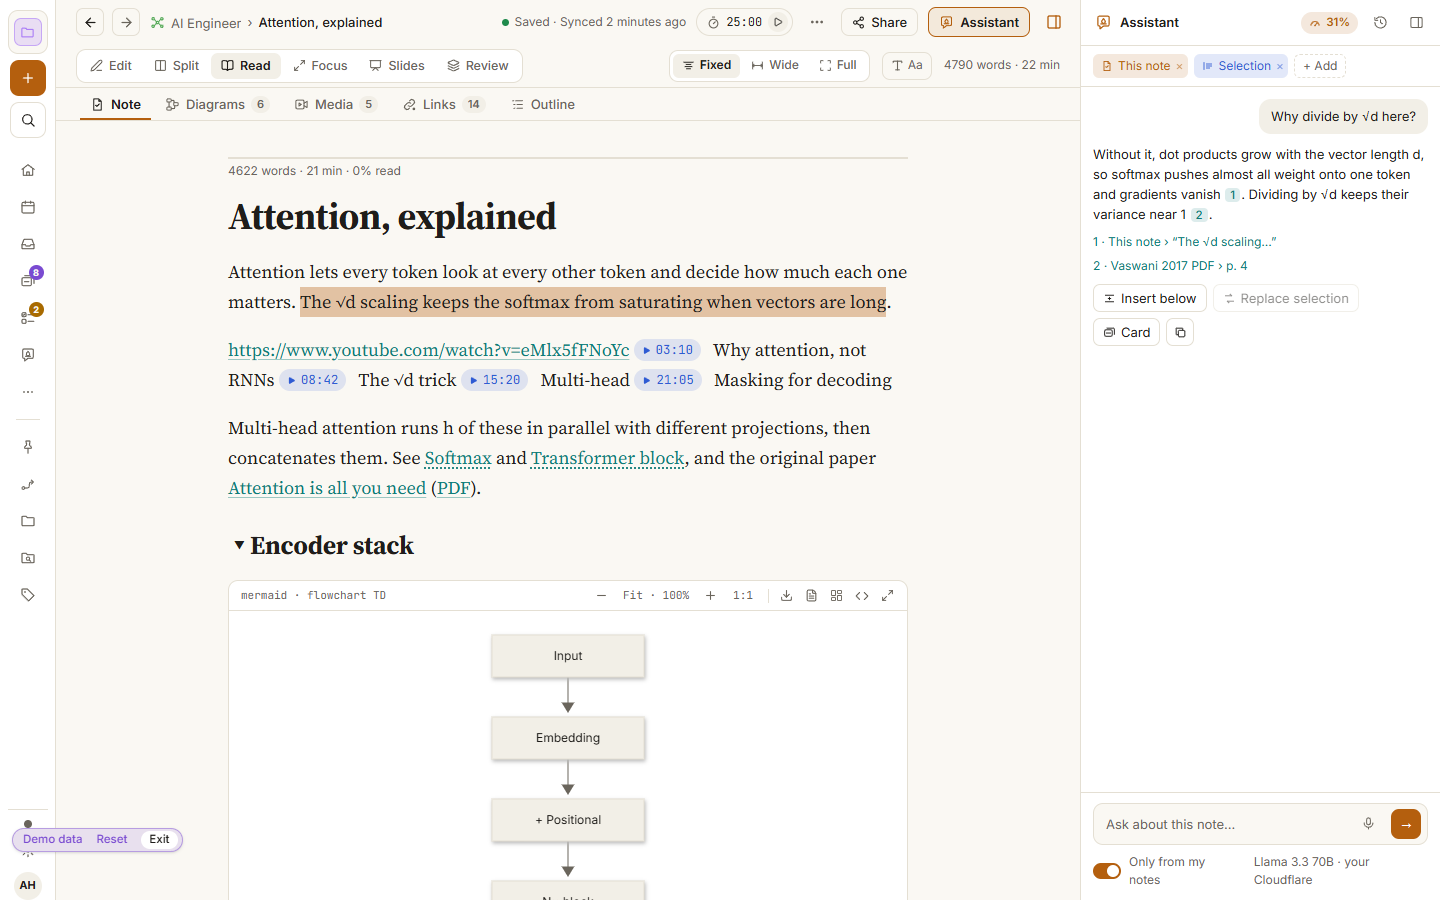 AI Engineer › Attention, explained
Saved · Synced 2 minutes ago
25:00
Share
Assistant
Edit
Split
Read
Focus
Slides
Review
Fixed
Wide
Full
Aa
4790 words · 22 min
Note
Diagrams 6
Media 5
Links 14
Outline
8
2
4622 words · 21 min · 0% read
Attention, explained
Attention lets every token look at every other token and decide how much each one
matters. The √d scaling keeps the softmax from saturating when vectors are long.
https://www.youtube.com/watch?v=eMlx5fFNoYc 03:10 Why attention, not
RNNs 08:42 The √d trick 15:20 Multi-head 21:05 Masking for decoding
Multi-head attention runs h of these in parallel with different projections, then
concatenates them. See Softmax and Transformer block, and the original paper
Attention is all you need (PDF).
Encoder stack
mermaid · flowchart TD
Fit · 100%
1:1
Input
Embedding
+ Positional
Demo data Reset Exit
AH
Assistant
31%
This note ×
Selection ×
+ Add
Why divide by √d here?
Without it, dot products grow with the vector length d,
so softmax pushes almost all weight onto one token
and gradients vanish 1 . Dividing by √d keeps their
variance near 1 2 .
1 · This note › “The √d scaling…”
2 · Vaswani 2017 PDF › p. 4
Insert below
Replace selection
Card
Ask about this note…
Only from my
notes
Llama 3.3 70B · your
Cloudflare